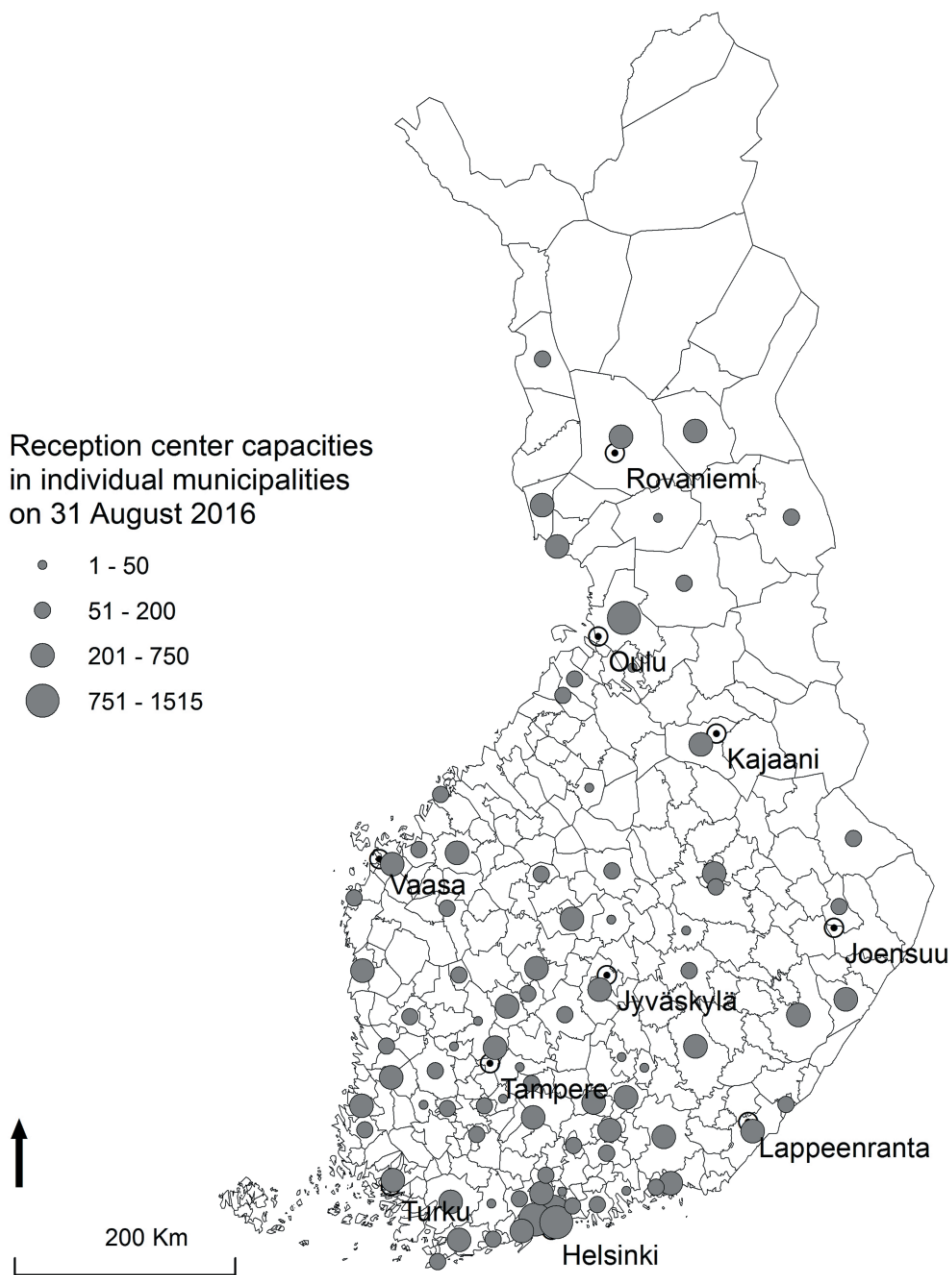 Reception center capacities
in individual municipalities
on 31 August 2016
1 - 50
51 - 200
201 - 750
751 - 1515
Rovaniemi
Oulu
Kajaani
Vaasa
Joensuu
Jyväskylä
Tampere
Lappeenranta
Turku
Helsinki
200 Km